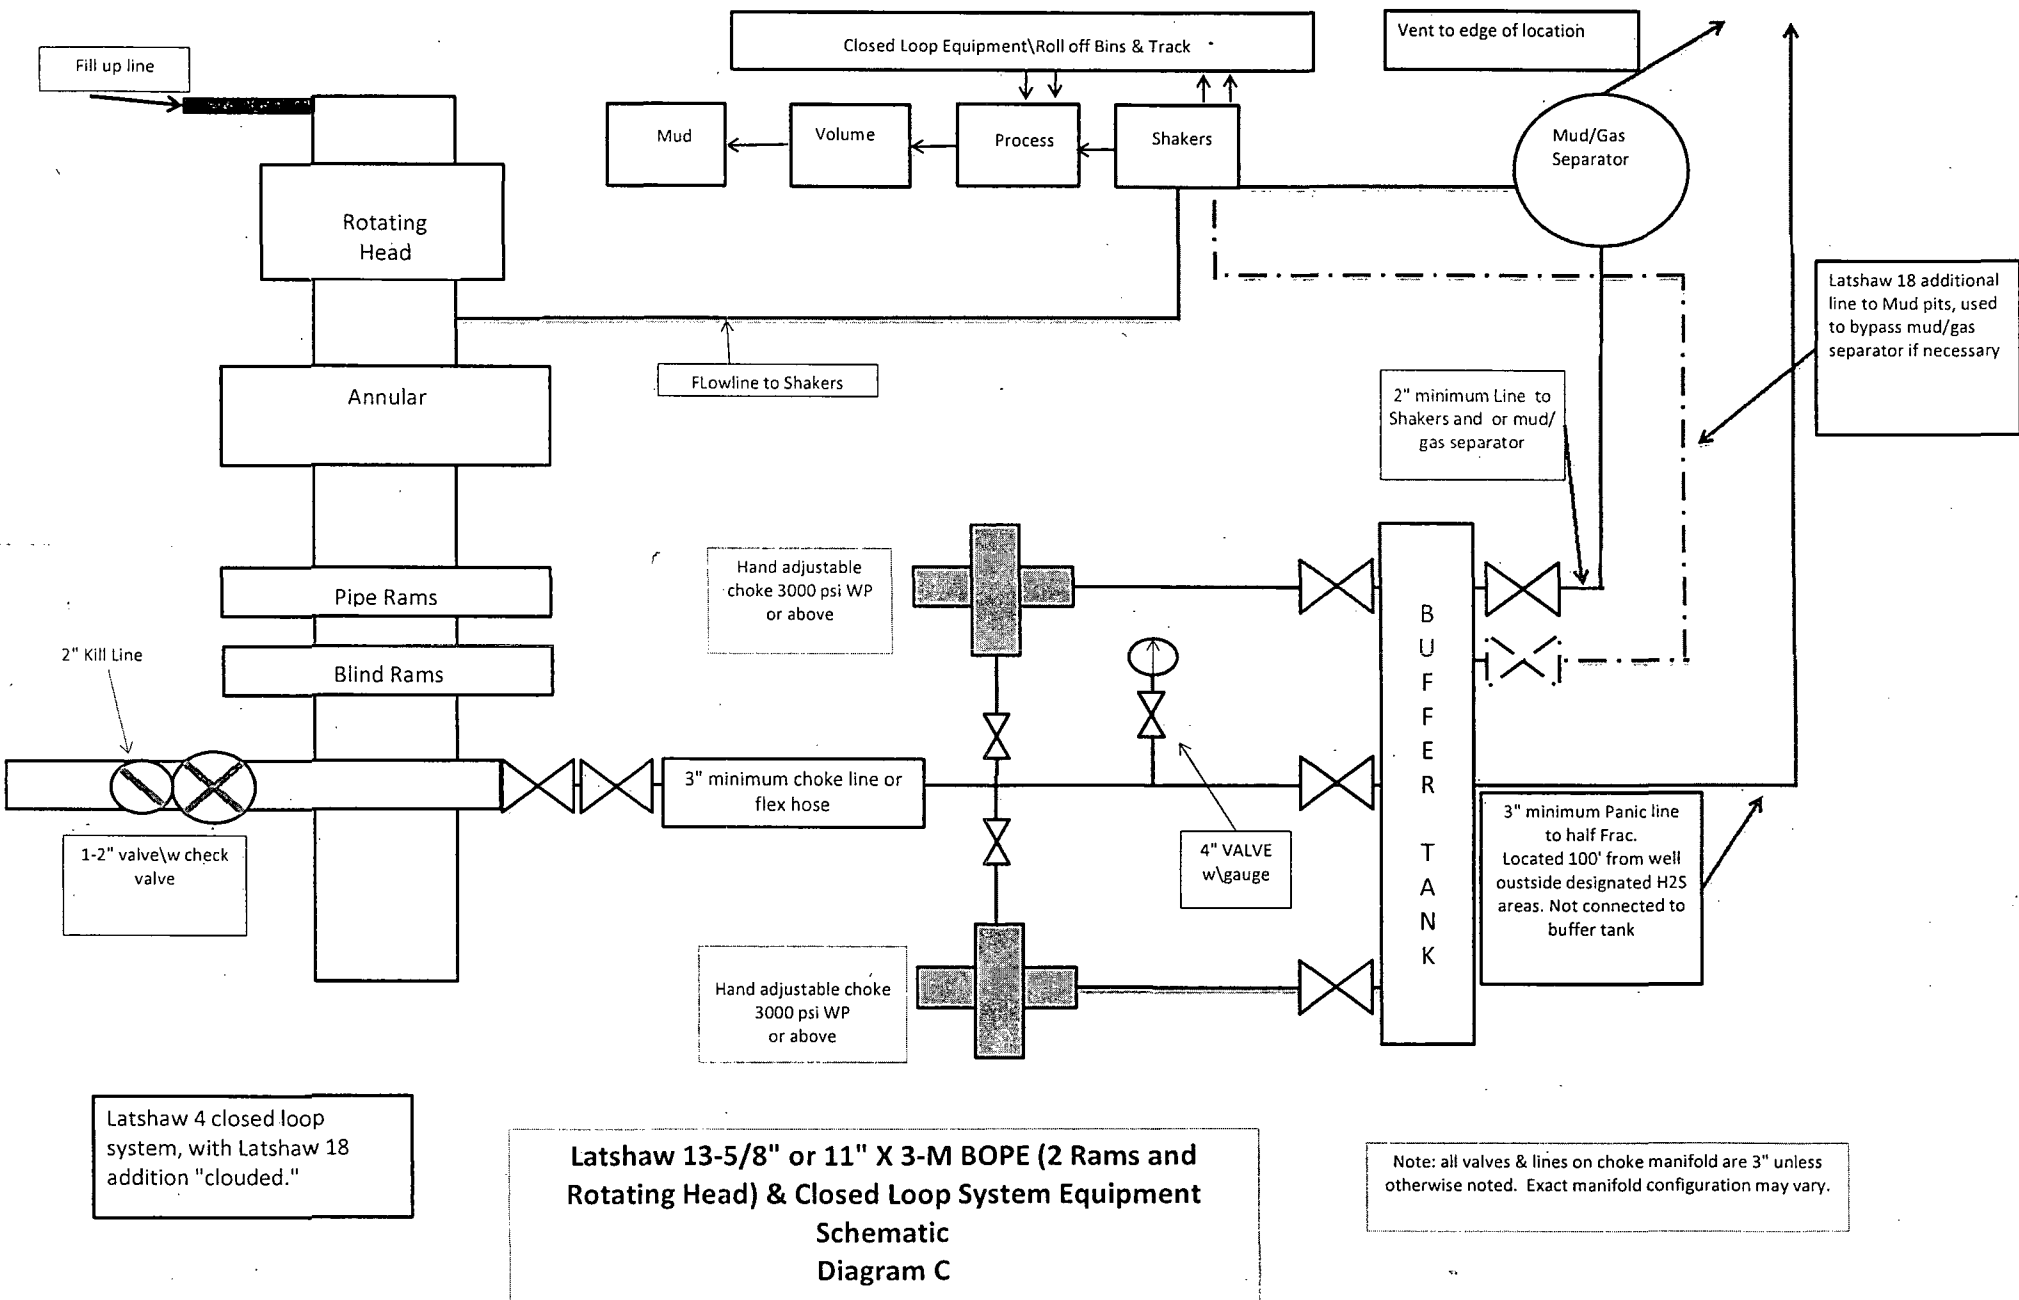 Fill up line
Closed Loop Equipment\Roll off Bins & Track
Vent to edge of location
Mud
Volume
Process
Shakers
Mud/Gas
Separator
Rotating
Head
Latshaw 18 additional
line to Mud pits, used
to bypass mud/gas
separator if necessary
FLowline to Shakers
Annular
2" minimum Line to
Shakers and or mud/
gas separator
Hand adjustable
choke 3000 psi WP
or above
Pipe Rams
2" Kill Line
Blind Rams
BUFFER TANK
3" minimum choke line or
flex hose
1-2" valve\w check
valve
4" VALVE
w\gauge
3" minimum Panic line
to half Frac.
Located 100' from well
oustside designated H2S
areas. Not connected to
buffer tank
Hand adjustable choke
3000 psi WP
or above
Latshaw 4 closed loop
system, with Latshaw 18
addition "clouded."
Latshaw 13-5/8" or 11" X 3-M BOPE (2 Rams and
Rotating Head) & Closed Loop System Equipment
Schematic
Diagram C
Note: all valves & lines on choke manifold are 3" unless
otherwise noted. Exact manifold configuration may vary.